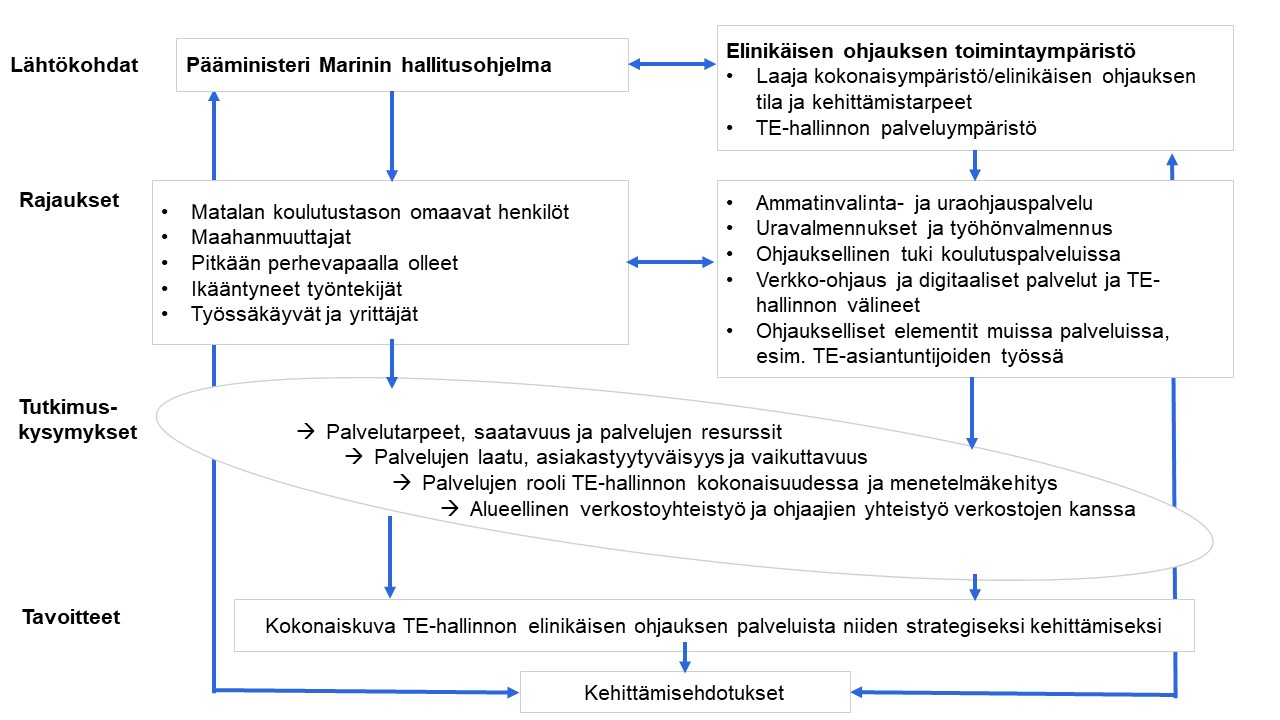 Lähtökohdat
Pääministeri Marinin hallitusohjelma
Elinikäisen ohjauksen toimintaympäristö
• Laaja kokonaisympäristö/elinikäisen ohjauksen
tila ja kehittämistarpeet
• TE-hallinnon palveluympäristö
Rajaukset
• Matalan koulutustason omaavat henkilöt
• Maahanmuuttajat
• Pitkään perhevapaalla olleet
• Ikääntyneet työntekijät
• Työssäkäyvät ja yrittäjät
• Ammatinvalinta- ja uraohjauspalvelu
• Uravalmennukset ja työhönvalmennus
• Ohjauksellinen tuki koulutuspalveluissa
• Verkko-ohjaus ja digitaaliset palvelut ja TE-
hallinnon välineet
• Ohjaukselliset elementit muissa palveluissa,
esim. TE-asiantuntijoiden työssä
Tutkimus-
kysymykset
→ Palvelutarpeet, saatavuus ja palvelujen resurssit
→ Palvelujen laatu, asiakastyytyväisyys ja vaikuttavuus
→ Palvelujen rooli TE-hallinnon kokonaisuudessa ja menetelmäkehitys
→ Alueellinen verkostoyhteistyö ja ohjaajien yhteistyö verkostojen kanssa
Tavoitteet
Kokonaiskuva TE-hallinnon elinikäisen ohjauksen palveluista niiden strategiseksi kehittämiseksi
Kehittämisehdotukset